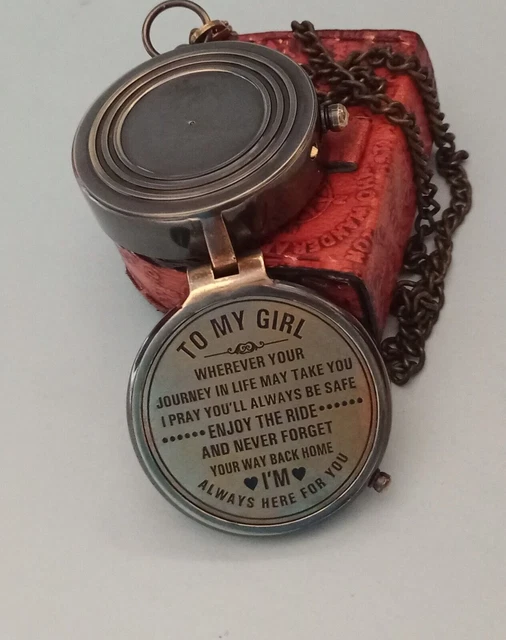 TO MY GIRL
WHEREVER YOUR
JOURNEY IN LIFE MAY TAKE YOU
I PRAY YOU'LL ALWAYS BE SAFE
ENJOY THE RIDE
AND NEVER FORGET
YOUR WAY BACK HOME
I'M
ALWAYS HERE FOR YOU